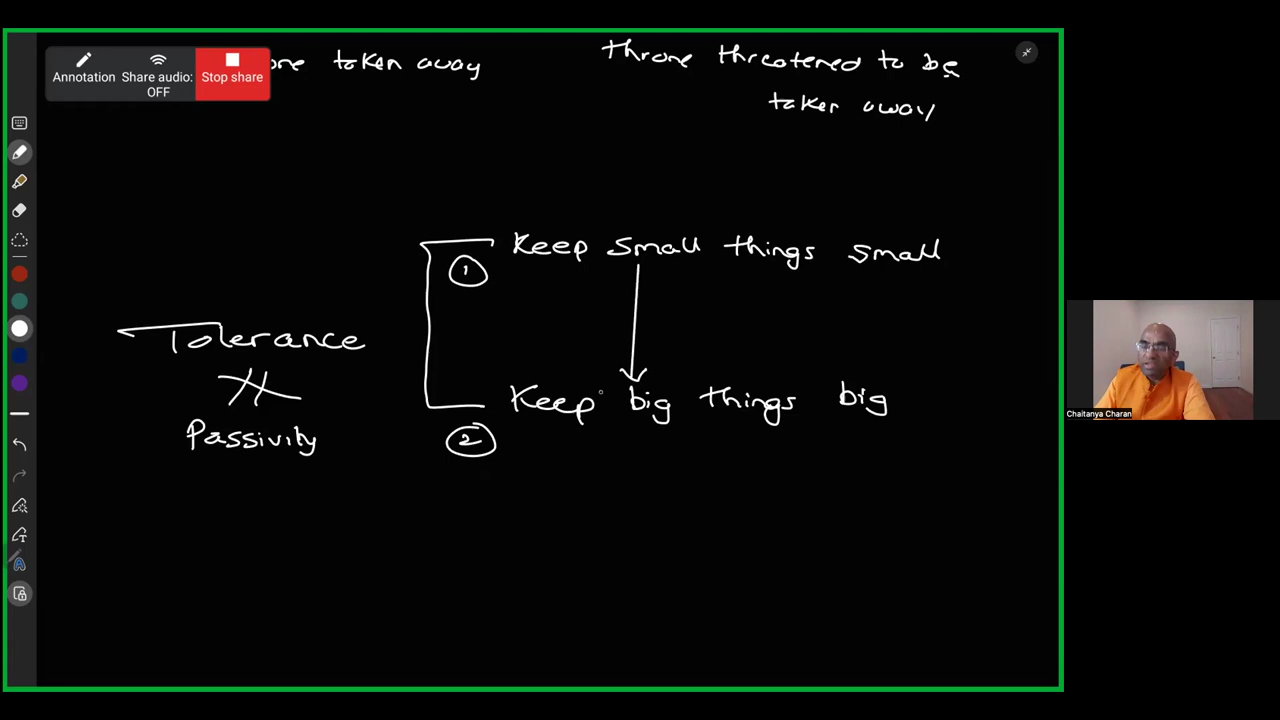 Annotation
Share audio: OFF
Stop share
one taken away
Throne threatened to be
taken away
Keep small things small
1
Tolerance
Keep big things big
Passivity
2
Chaitanya Charan